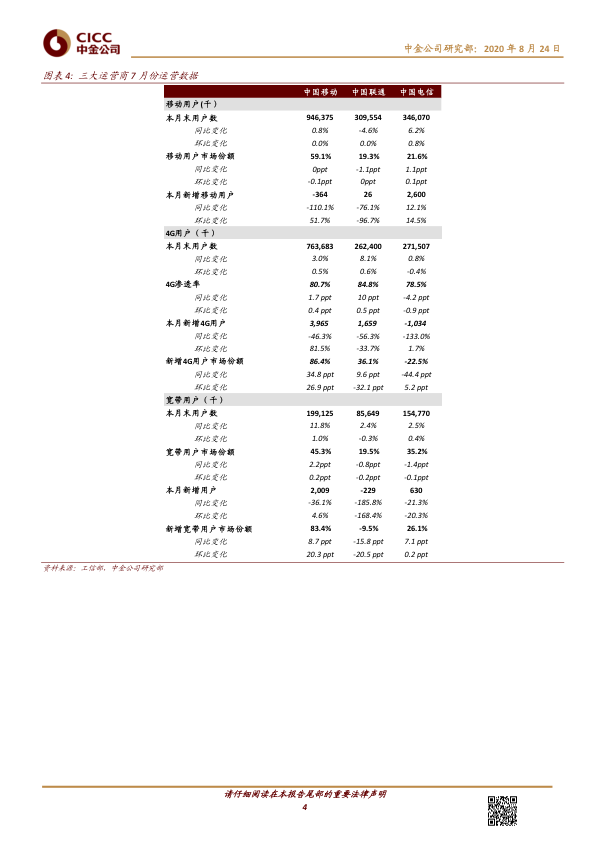 CICC
中金公司
中金公司研究部：2020 年 8 月 24 日
图表 4：三大运营商 7 月份运营数据
中国移动 中国联通 中国电信
移动用户(千）
本月末用户数 946,375 309,554 346,070
同比变化 0.8% -4.6% 6.2%
环比变化 0.0% 0.0% 0.8%
移动用户市场份额 59.1% 19.3% 21.6%
同比变化 0ppt -1.1ppt 1.1ppt
环比变化 -0.1ppt 0ppt 0.1ppt
本月新增移动用户 -364 26 2,600
同比变化 -110.1% -76.1% 12.1%
环比变化 51.7% -96.7% 14.5%
4G用户（千）
本月末用户数 763,683 262,400 271,507
同比变化 3.0% 8.1% 0.8%
环比变化 0.5% 0.6% -0.4%
4G渗透率 80.7% 84.8% 78.5%
同比变化 1.7 ppt 10 ppt -4.2 ppt
环比变化 0.4 ppt 0.5 ppt -0.9 ppt
本月新增4G用户 3,965 1,659 -1,034
同比变化 -46.3% -56.3% -133.0%
环比变化 81.5% -33.7% 1.7%
新增4G用户市场份额 86.4% 36.1% -22.5%
同比变化 34.8 ppt 9.6 ppt -44.4 ppt
环比变化 26.9 ppt -32.1 ppt 5.2 ppt
宽带用户（千）
本月末用户数 199,125 85,649 154,770
同比变化 11.8% 2.4% 2.5%
环比变化 1.0% -0.3% 0.4%
宽带用户市场份额 45.3% 19.5% 35.2%
同比变化 2.2ppt -0.8ppt -1.4ppt
环比变化 0.2ppt -0.2ppt -0.1ppt
本月新增用户 2,009 -229 630
同比变化 -36.1% -185.8% -21.3%
环比变化 4.6% -168.4% -20.3%
新增宽带用户市场份额 83.4% -9.5% 26.1%
同比变化 8.7 ppt -15.8 ppt 7.1 ppt
环比变化 20.3 ppt -20.5 ppt 0.2 ppt
资料来源：工信部、中金公司研究部
请仔细阅读在本报告尾部的重要法律声明
4